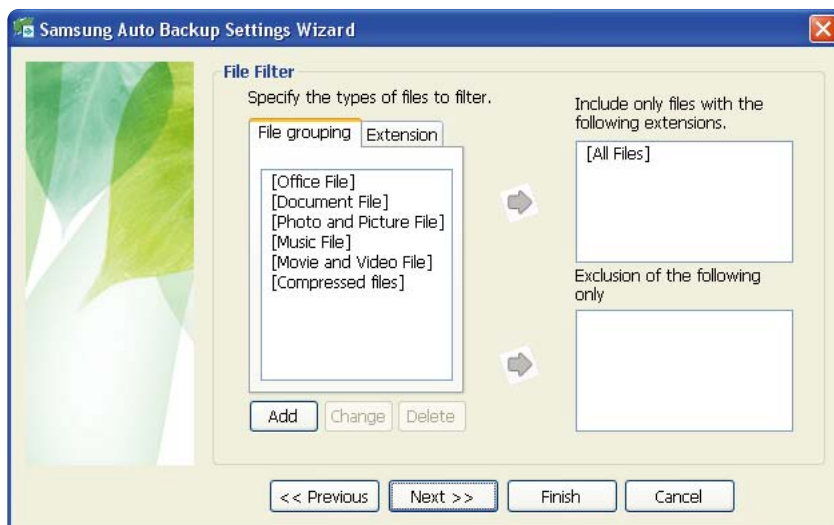 Samsung Auto Backup Settings Wizard
File Filter
Specify the types of files to filter.
File grouping
Extension
[Office File]
[Document File]
[Photo and Picture File]
[Music File]
[Movie and Video File]
[Compressed files]
Add
Change
Delete
Include only files with the
following extensions.
[All Files]
Exclusion of the following
only
<< Previous
Next >>
Finish
Cancel